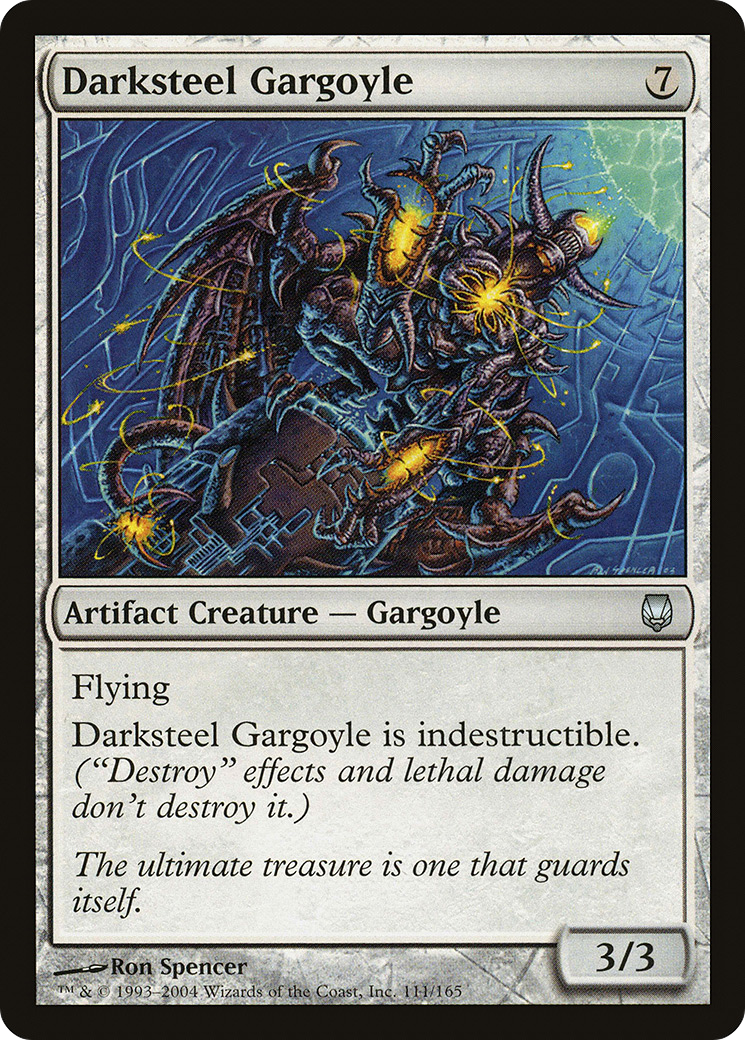 Darksteel Gargoyle 7
Artifact Creature — Gargoyle
Flying
Darksteel Gargoyle is indestructible.
(“Destroy” effects and lethal damage
don’t destroy it.)
The ultimate treasure is one that guards
itself.
3/3
Ron Spencer
™ & © 1993–2004 Wizards of the Coast, Inc. 111/165